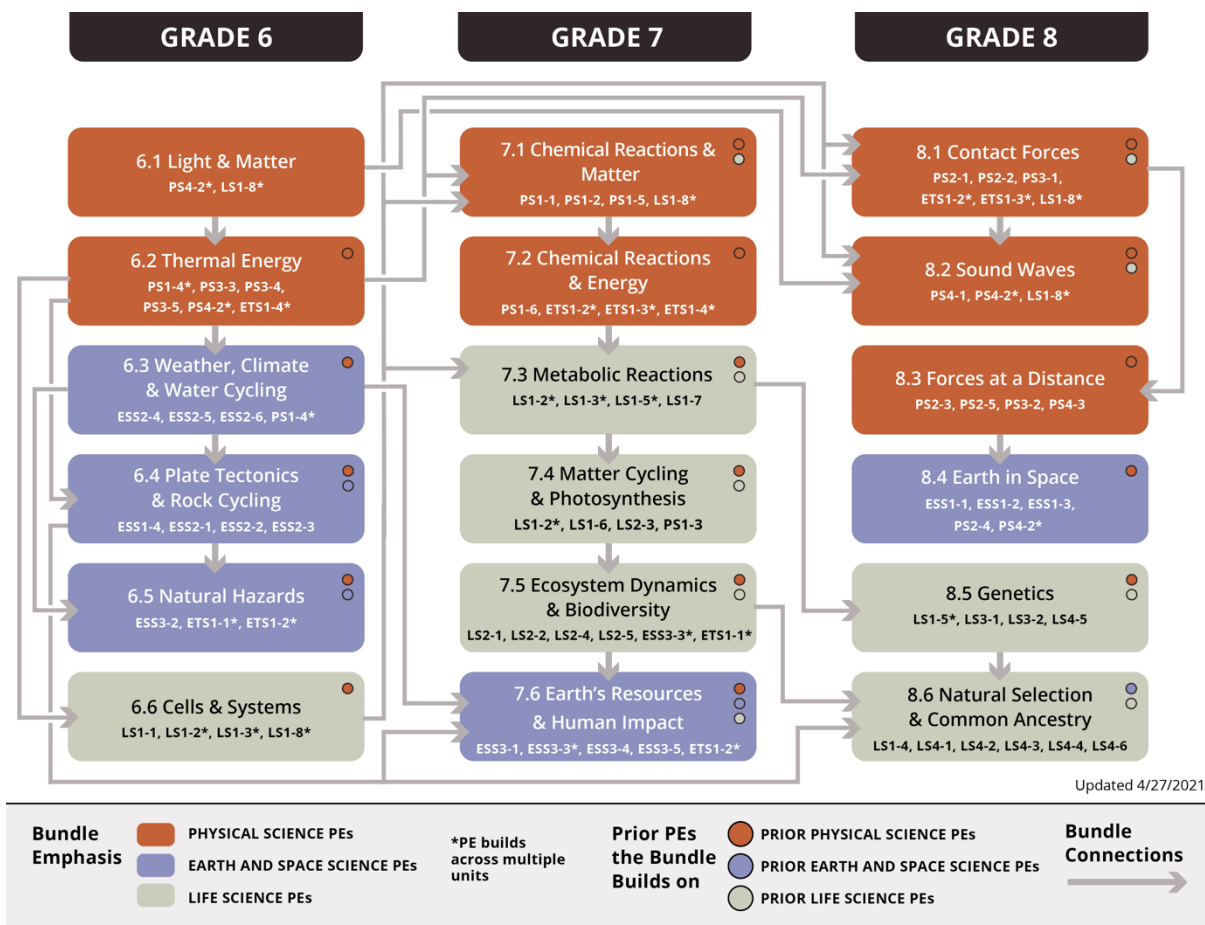 GRADE 6
6.1 Light & Matter
PS4-2*, LS1-8*
6.2 Thermal Energy
PS1-4*, PS3-3, PS3-4,
PS3-5, PS4-2*, ETS1-4*
6.3 Weather, Climate
& Water Cycling
ESS2-4, ESS2-5, ESS2-6, PS1-4*
6.4 Plate Tectonics
& Rock Cycling
ESS1-4, ESS2-1, ESS2-2, ESS2-3
6.5 Natural Hazards
ESS3-2, ETS1-1*, ETS1-2*
6.6 Cells & Systems
LS1-1, LS1-2*, LS1-3*, LS1-8*
GRADE 7
7.1 Chemical Reactions &
Matter
PS1-1, PS1-2, PS1-5, LS1-8*
7.2 Chemical Reactions
& Energy
PS1-6, ETS1-2*, ETS1-3*, ETS1-4*
7.3 Metabolic Reactions
LS1-2*, LS1-3*, LS1-5*, LS1-7
7.4 Matter Cycling
& Photosynthesis
LS1-2*, LS1-6, LS2-3, PS1-3
7.5 Ecosystem Dynamics
& Biodiversity
LS2-1, LS2-2, LS2-4, LS2-5, ESS3-3*, ETS1-1*
7.6 Earth's Resources
& Human Impact
ESS3-1, ESS3-3*, ESS3-4, ESS3-5, ETS1-2*
GRADE 8
8.1 Contact Forces
PS2-1, PS2-2, PS3-1,
ETS1-2*, ETS1-3*, LS1-8*
8.2 Sound Waves
PS4-1, PS4-2*, LS1-8*
8.3 Forces at a Distance
PS2-3, PS2-5, PS3-2, PS4-3
8.4 Earth in Space
ESS1-1, ESS1-2, ESS1-3,
PS2-4, PS4-2*
8.5 Genetics
LS1-5*, LS3-1, LS3-2, LS4-5
8.6 Natural Selection
& Common Ancestry
LS1-4, LS4-1, LS4-2, LS4-3, LS4-4, LS4-6
Updated 4/27/2021
Bundle
Emphasis
PHYSICAL SCIENCE PEs
EARTH AND SPACE SCIENCE PEs
LIFE SCIENCE PEs
*PE builds
across multiple
units
Prior PEs
the Bundle
Builds on
PRIOR PHYSICAL SCIENCE PEs
PRIOR EARTH AND SPACE SCIENCE PEs
PRIOR LIFE SCIENCE PEs
Bundle
Connections